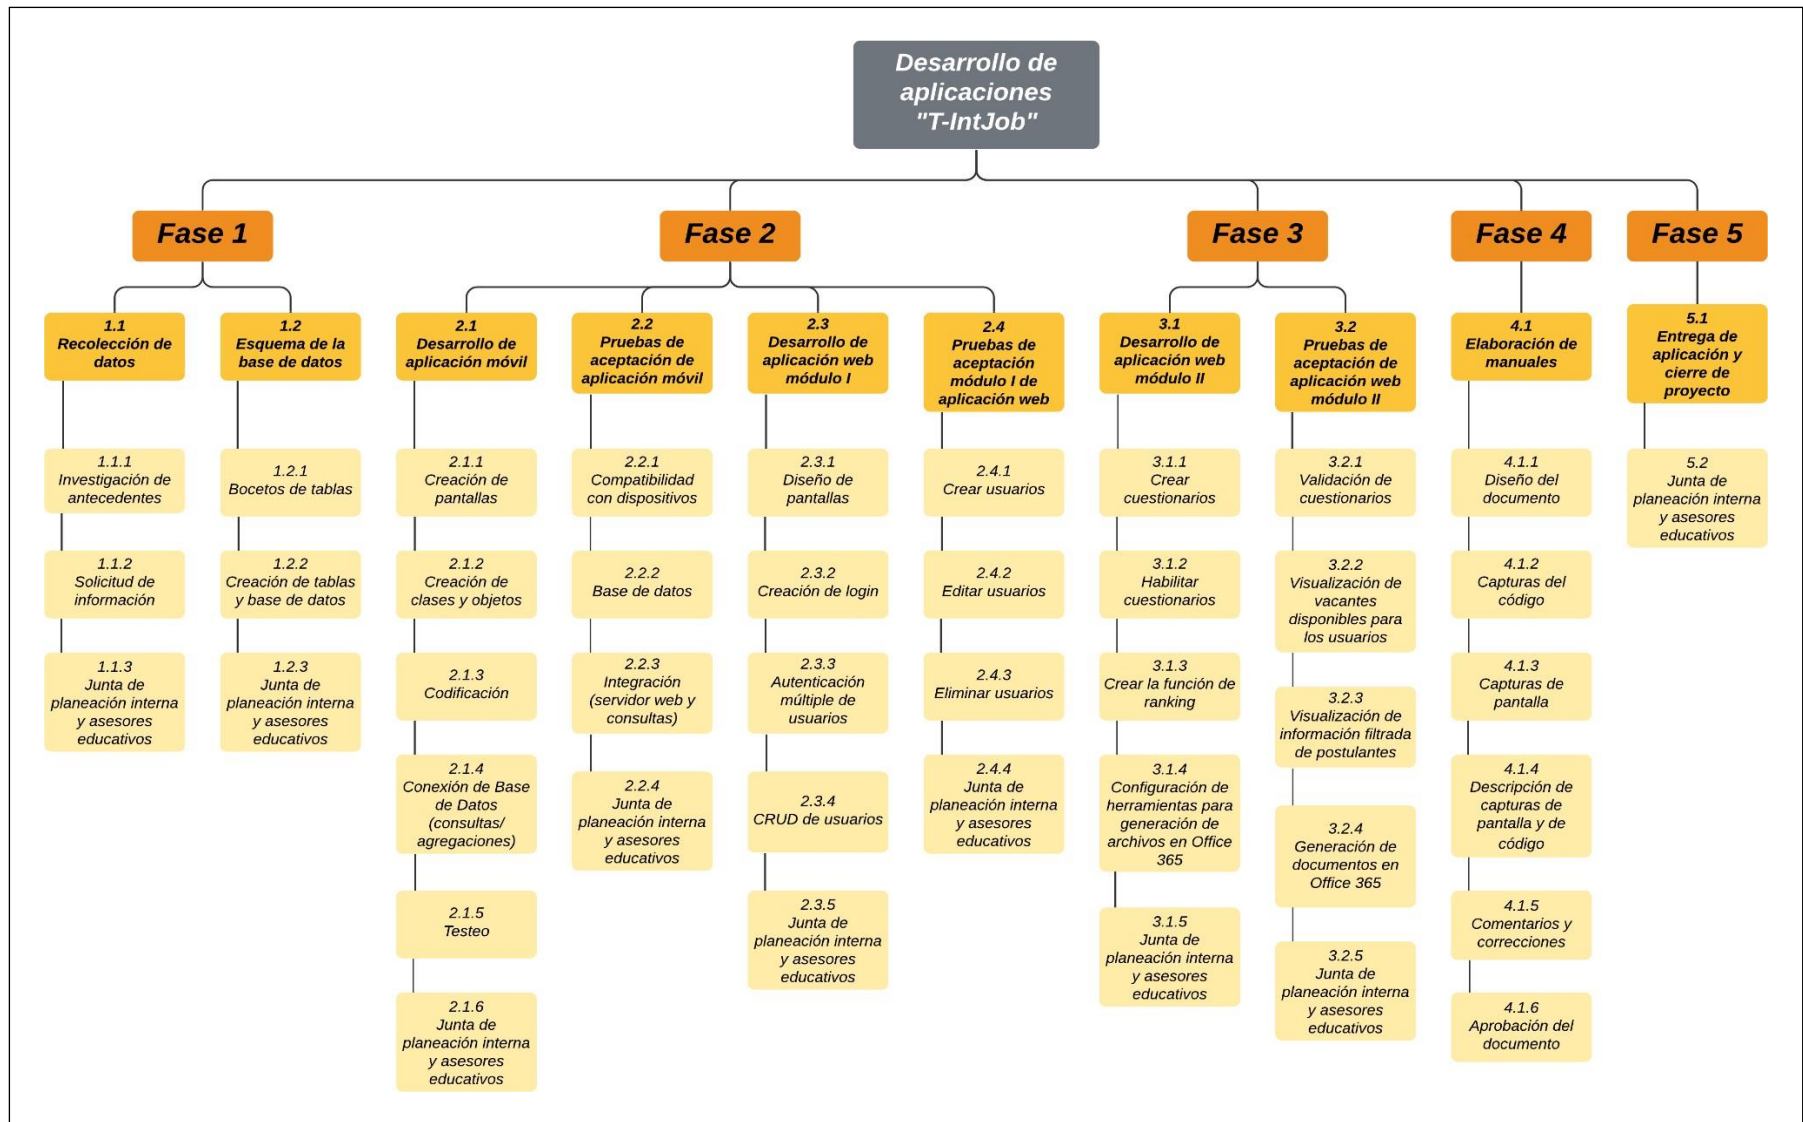 Desarrollo de
aplicaciones
"T-IntJob"
Fase 1
Fase 2
Fase 3
Fase 4
Fase 5
1.1
Recolección de
datos
1.1.1
Investigación de
antecedentes
1.1.2
Solicitud de
información
1.1.3
Junta de
planeación interna
y asesores
educativos
1.2
Esquema de la
base de datos
1.2.1
Bocetos de tablas
1.2.2
Creación de tablas
y base de datos
1.2.3
Junta de
planeación interna
y asesores
educativos
2.1
Desarrollo de
aplicación móvil
2.1.1
Creación de
pantallas
2.1.2
Creación de
clases y objetos
2.1.3
Codificación
2.1.4
Conexión de Base
de Datos
(consultas/
agregaciones)
2.1.5
Testeo
2.1.6
Junta de
planeación interna
y asesores
educativos
2.2
Pruebas de
aceptación de
aplicación móvil
2.2.1
Compatibilidad
con dispositivos
2.2.2
Base de datos
2.2.3
Integración
(servidor web y
consultas)
2.2.4
Junta de
planeación interna
y asesores
educativos
2.3
Desarrollo de
aplicación web
módulo I
2.3.1
Diseño de
pantallas
2.3.2
Creación de login
2.3.3
Autenticación
múltiple de
usuarios
2.3.4
CRUD de usuarios
2.3.5
Junta de
planeación interna
y asesores
educativos
2.4
Pruebas de
aceptación
módulo I de
aplicación web
2.4.1
Crear usuarios
2.4.2
Editar usuarios
2.4.3
Eliminar usuarios
2.4.4
Junta de
planeación interna
y asesores
educativos
3.1
Desarrollo de
aplicación web
módulo II
3.1.1
Crear
cuestionarios
3.1.2
Habilitar
cuestionarios
3.1.3
Crear la función de
ranking
3.1.4
Configuración de
herramientas para
generación de
archivos en Office
365
3.1.5
Junta de
planeación interna
y asesores
educativos
3.2
Pruebas de
aceptación de
aplicación web
módulo II
3.2.1
Validación de
cuestionarios
3.2.2
Visualización de
vacantes
disponibles para
los usuarios
3.2.3
Visualización de
información filtrada
de postulantes
3.2.4
Generación de
documentos en
Office 365
3.2.5
Junta de
planeación interna
y asesores
educativos
4.1
Elaboración de
manuales
4.1.1
Diseño del
documento
4.1.2
Capturas del
código
4.1.3
Capturas de
pantalla
4.1.4
Descripción de
capturas de
pantalla y de
código
4.1.5
Comentarios y
correcciones
4.1.6
Aprobación del
documento
5.1
Entrega de
aplicación y
cierre de
proyecto
5.2
Junta de
planeación interna
y asesores
educativos